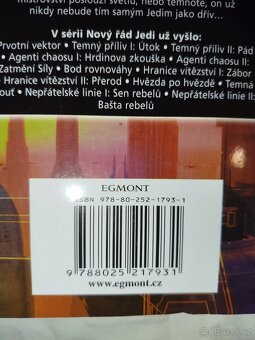 mistrovství poslouží světlu, nebo temnotě, on už
nikdy nebude tím samým Jedim jako dřív...
V sérii Nový řád Jedi už vyšlo:
Prvotní vektor • Temný příliv I: Útok • Temný příliv II: Pád
• Agenti chaosu I: Hrdinova zkouška • Agenti chaosu II:
Zatmění Síly • Bod rovnováhy • Hranice vítězství I: Zábor
• Hranice vítězství II: Přerod • Hvězda po hvězdě • Temná
pouť • Nepřátelské linie I: Sen rebelů • Nepřátelské linie II:
Bašta rebelů
EGMONT
ISBN 978-80-252-1793-1
9 788025 217931
www.egmont.cz